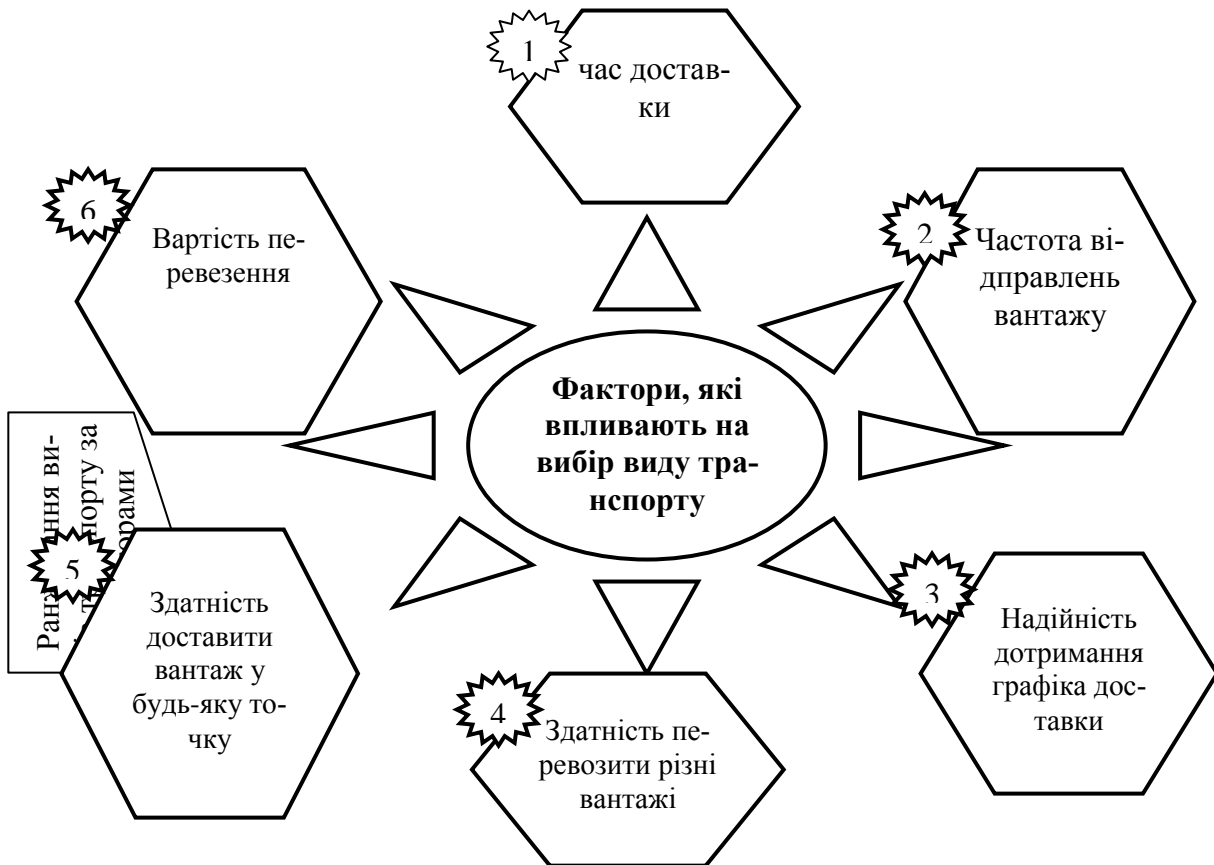 1
час достав-
ки
6
Вартість пе-
ревезення
2
Частота ві-
дправлень
вантажу
Фактори, які
впливають на
вибір виду тра-
нспорту
5
Здатність
доставити
вантаж у
будь-яку то-
чку
3
Надійність
дотримання
графіка дос-
тавки
4
Здатність пе-
ревозити різні
вантажі
ви-
за